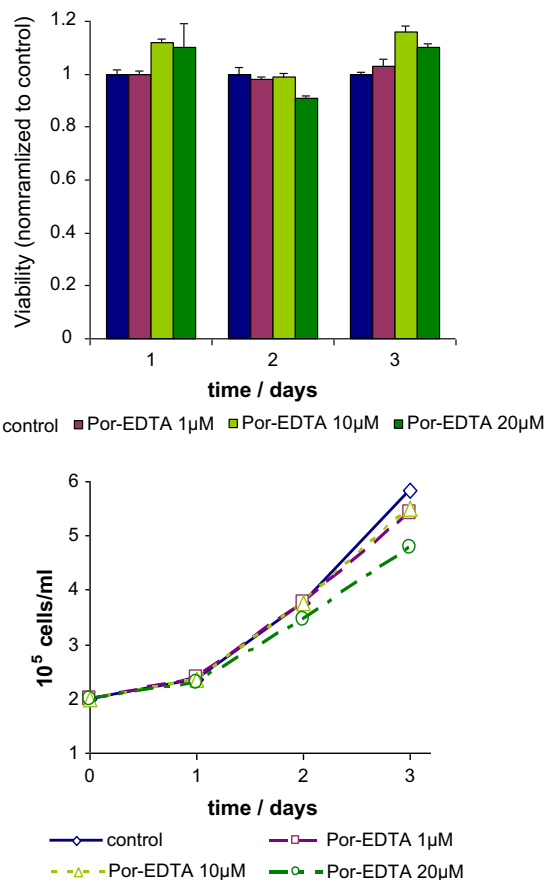 Viability (nomramlized to control)
1.2
1
0.8
0.6
0.4
0.2
0
1 2 3
time / days
control Por-EDTA 1µM Por-EDTA 10µM Por-EDTA 20µM
10⁵ cells/ml
6
5
4
3
2
1
0 1 2 3
time / days
control Por-EDTA 1µM
Por-EDTA 10µM Por-EDTA 20µM